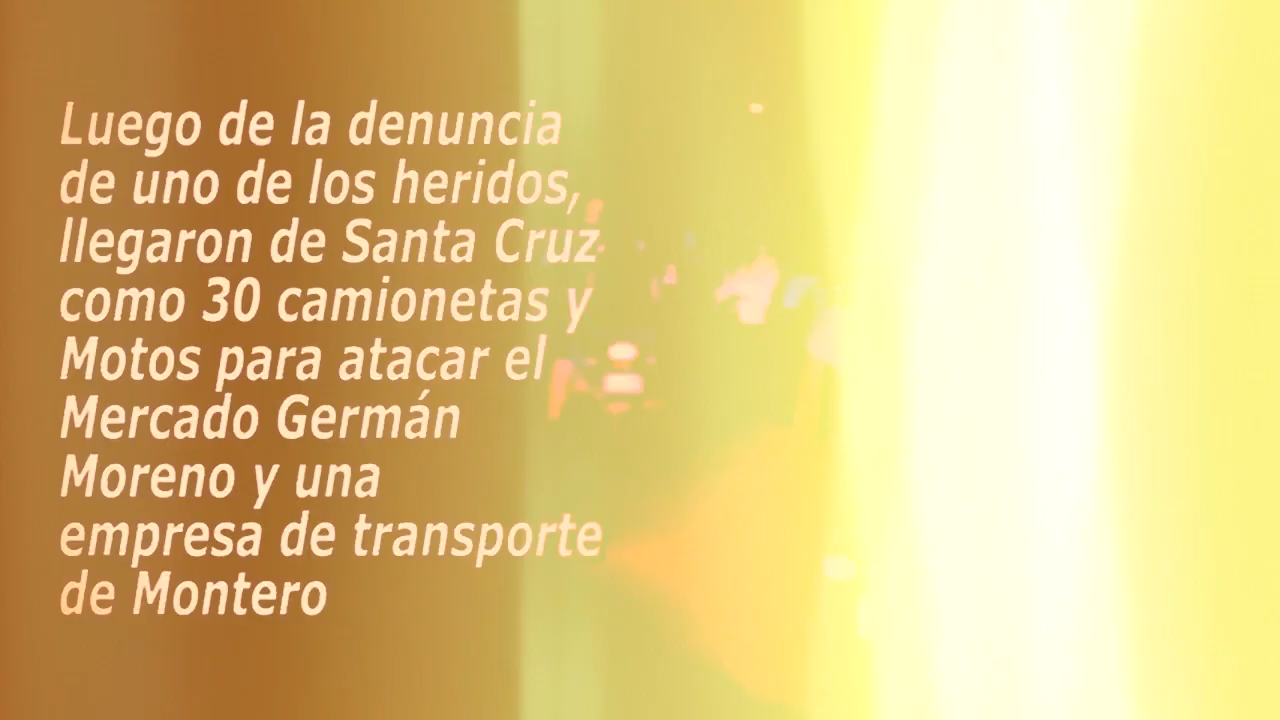 Luego de la denuncia
de uno de los heridos,
llegaron de Santa Cruz
como 30 camionetas y
Motos para atacar el
Mercado Germán
Moreno y una
empresa de transporte
de Montero